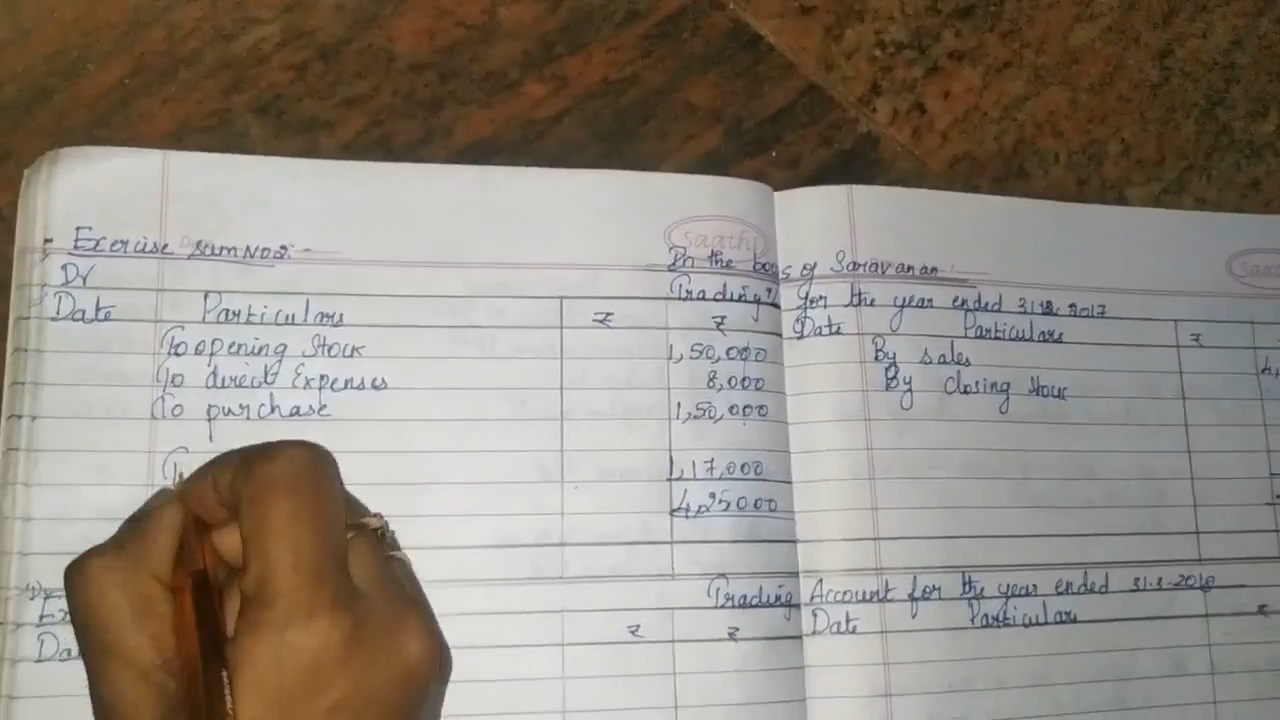 Exercise Sum No 2:-
saathi
In the books of Saravanan
Dr
Trading for the year ended 31.12.2017
Date Particulars ₹ ₹ Date Particulars ₹
To opening Stock 1,50,000 By sales
To direct Expenses 8,000 By closing stock
To purchase 1,50,000
1,17,000
4,25000
Trading Account for the year ended 31.3.2018
₹ ₹ Date Particulars ₹